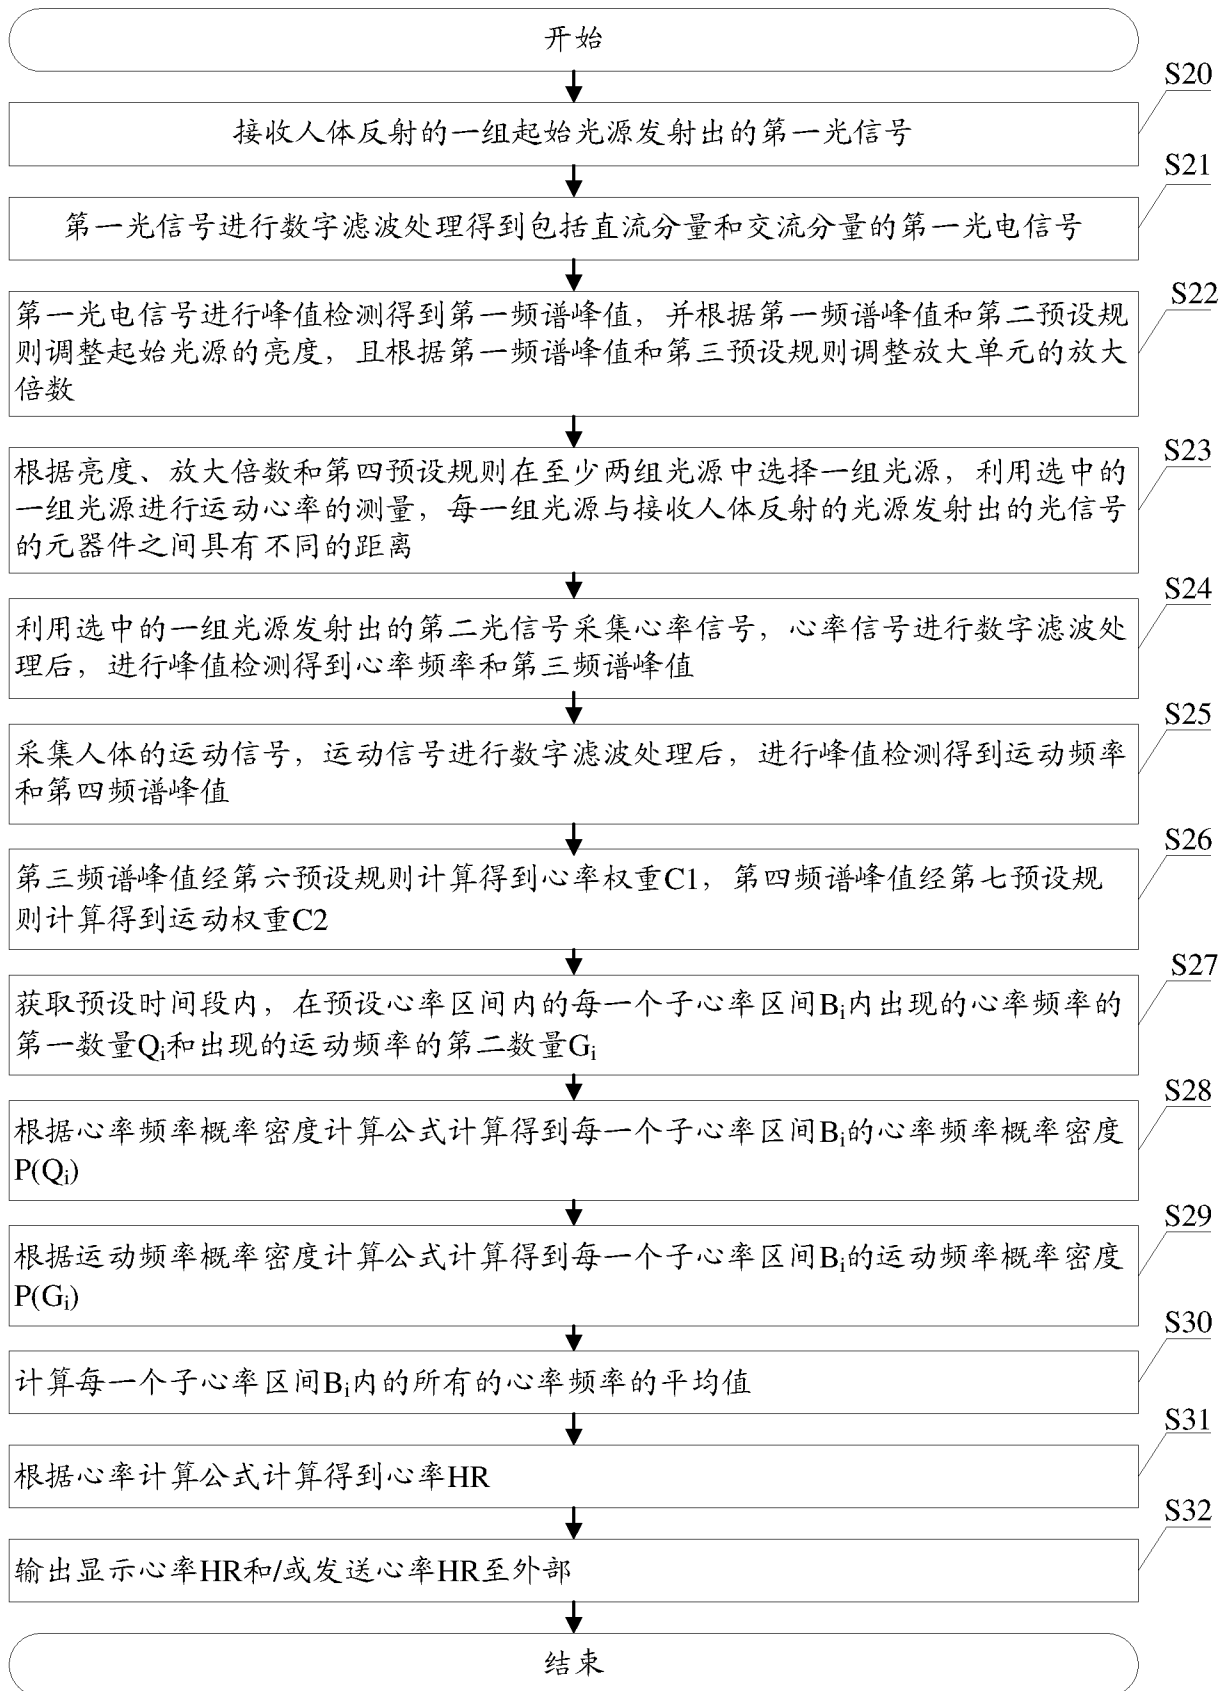 开始
S20
接收人体反射的一组起始光源发射出的第一光信号
S21
第一光信号进行数字滤波处理得到包括直流分量和交流分量的第一光电信号
S22
第一光电信号进行峰值检测得到第一频谱峰值，并根据第一频谱峰值和第二预设规
则调整起始光源的亮度，且根据第一频谱峰值和第三预设规则调整放大单元的放大
倍数
S23
根据亮度、放大倍数和第四预设规则在至少两组光源中选择一组光源，利用选中的
一组光源进行运动心率的测量，每一组光源与接收人体反射的光源发射出的光信号
的元器件之间具有不同的距离
S24
利用选中的一组光源发射出的第二光信号采集心率信号，心率信号进行数字滤波处
理后，进行峰值检测得到心率频率和第三频谱峰值
S25
采集人体的运动信号，运动信号进行数字滤波处理后，进行峰值检测得到运动频率
和第四频谱峰值
S26
第三频谱峰值经第六预设规则计算得到心率权重C1，第四频谱峰值经第七预设规
则计算得到运动权重C2
S27
获取预设时间段内，在预设心率区间内的每一个子心率区间Bi内出现的心率频率的
第一数量Qi和出现的运动频率的第二数量Gi
S28
根据心率频率概率密度计算公式计算得到每一个子心率区间Bi的心率频率概率密度
P(Qi)
S29
根据运动频率概率密度计算公式计算得到每一个子心率区间Bi的运动频率概率密度
P(Gi)
S30
计算每一个子心率区间Bi内的所有的心率频率的平均值
S31
根据心率计算公式计算得到心率HR
S32
输出显示心率HR和/或发送心率HR至外部
结束